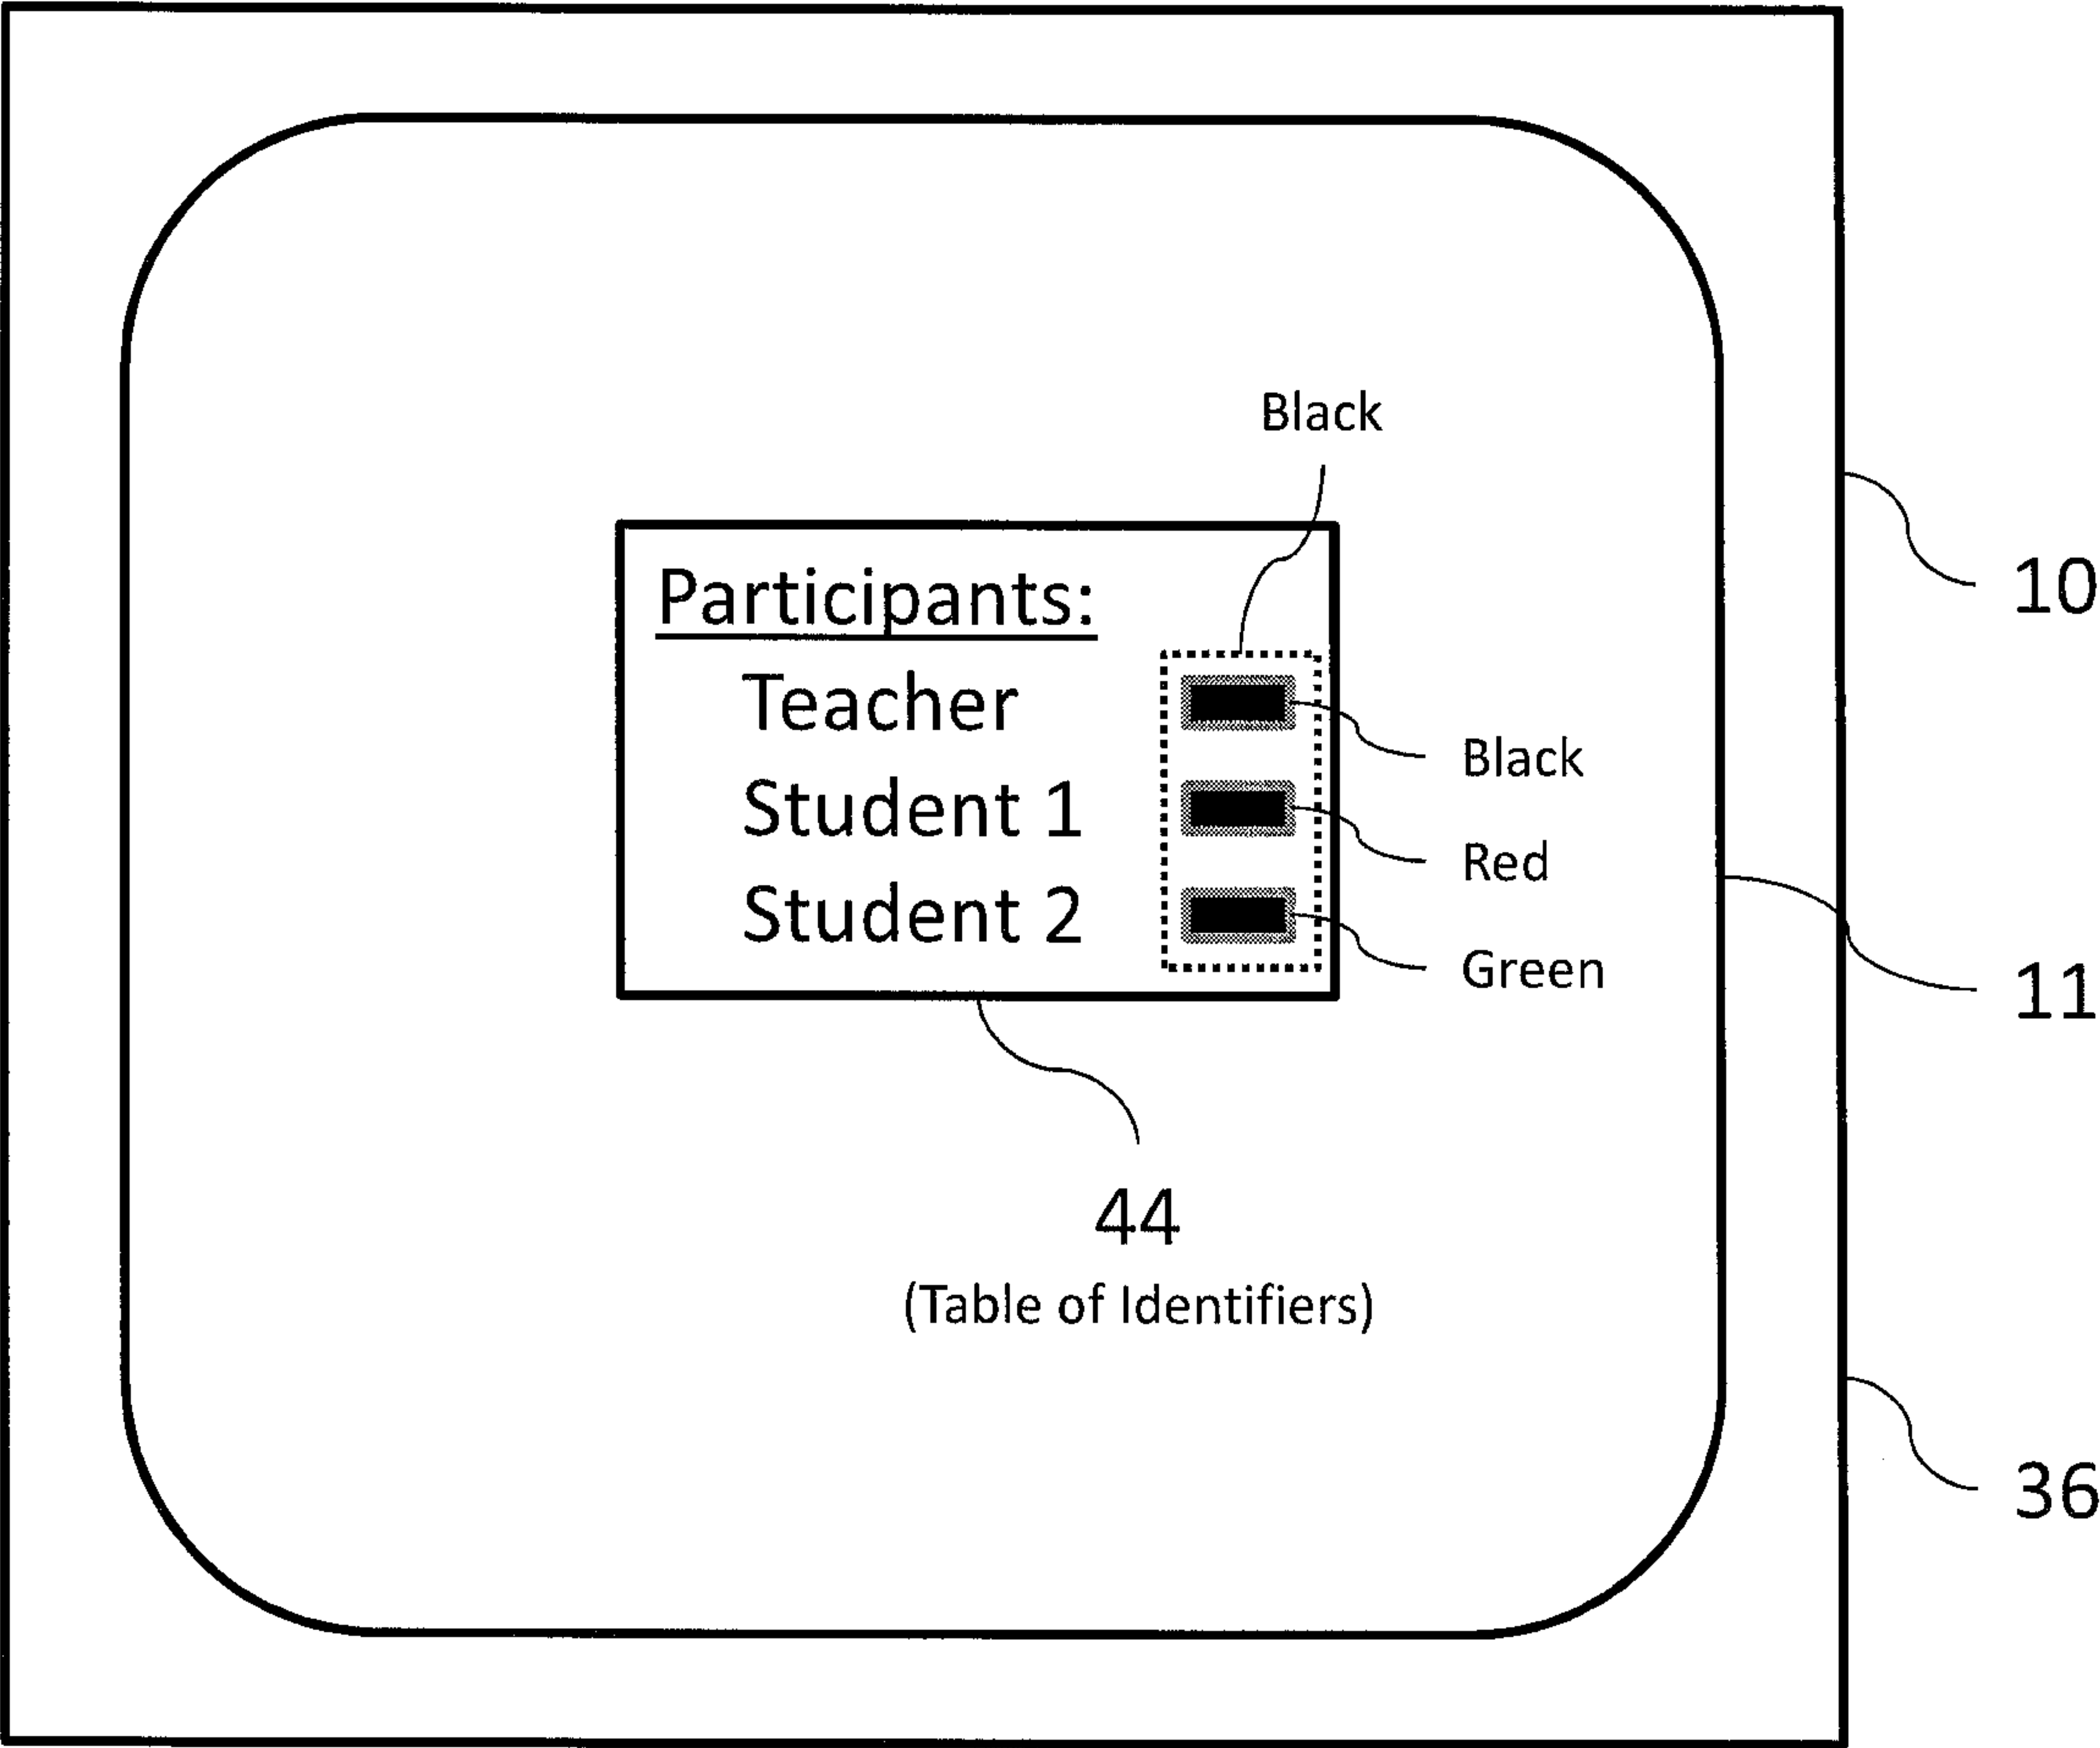 Black
Participants:
Teacher
Student 1
Student 2
Black
Red
Green
10
11
36
44
(Table of Identifiers)